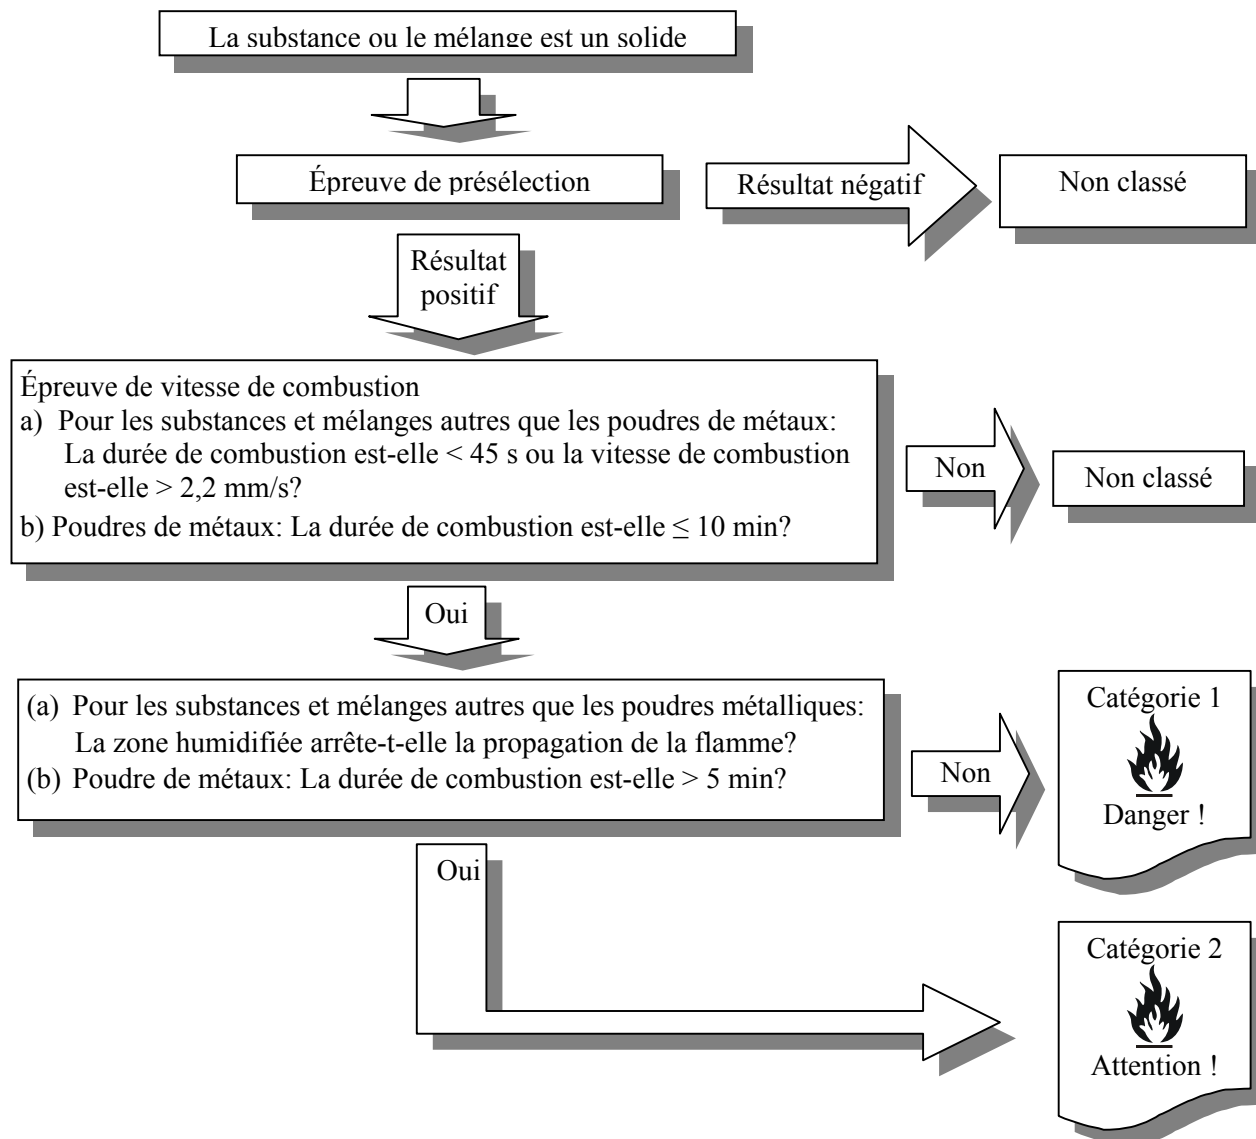 La substance ou le mélange est un solide
Épreuve de présélection
Résultat négatif
Non classé
Résultat
positif
Épreuve de vitesse de combustion
a) Pour les substances et mélanges autres que les poudres de métaux:
La durée de combustion est-elle < 45 s ou la vitesse de combustion
est-elle > 2,2 mm/s?
b) Poudres de métaux: La durée de combustion est-elle ≤ 10 min?
Non
Non classé
Oui
(a) Pour les substances et mélanges autres que les poudres métalliques:
La zone humidifiée arrête-t-elle la propagation de la flamme?
(b) Poudre de métaux: La durée de combustion est-elle > 5 min?
Non
Catégorie 1
Danger !
Oui
Catégorie 2
Attention !